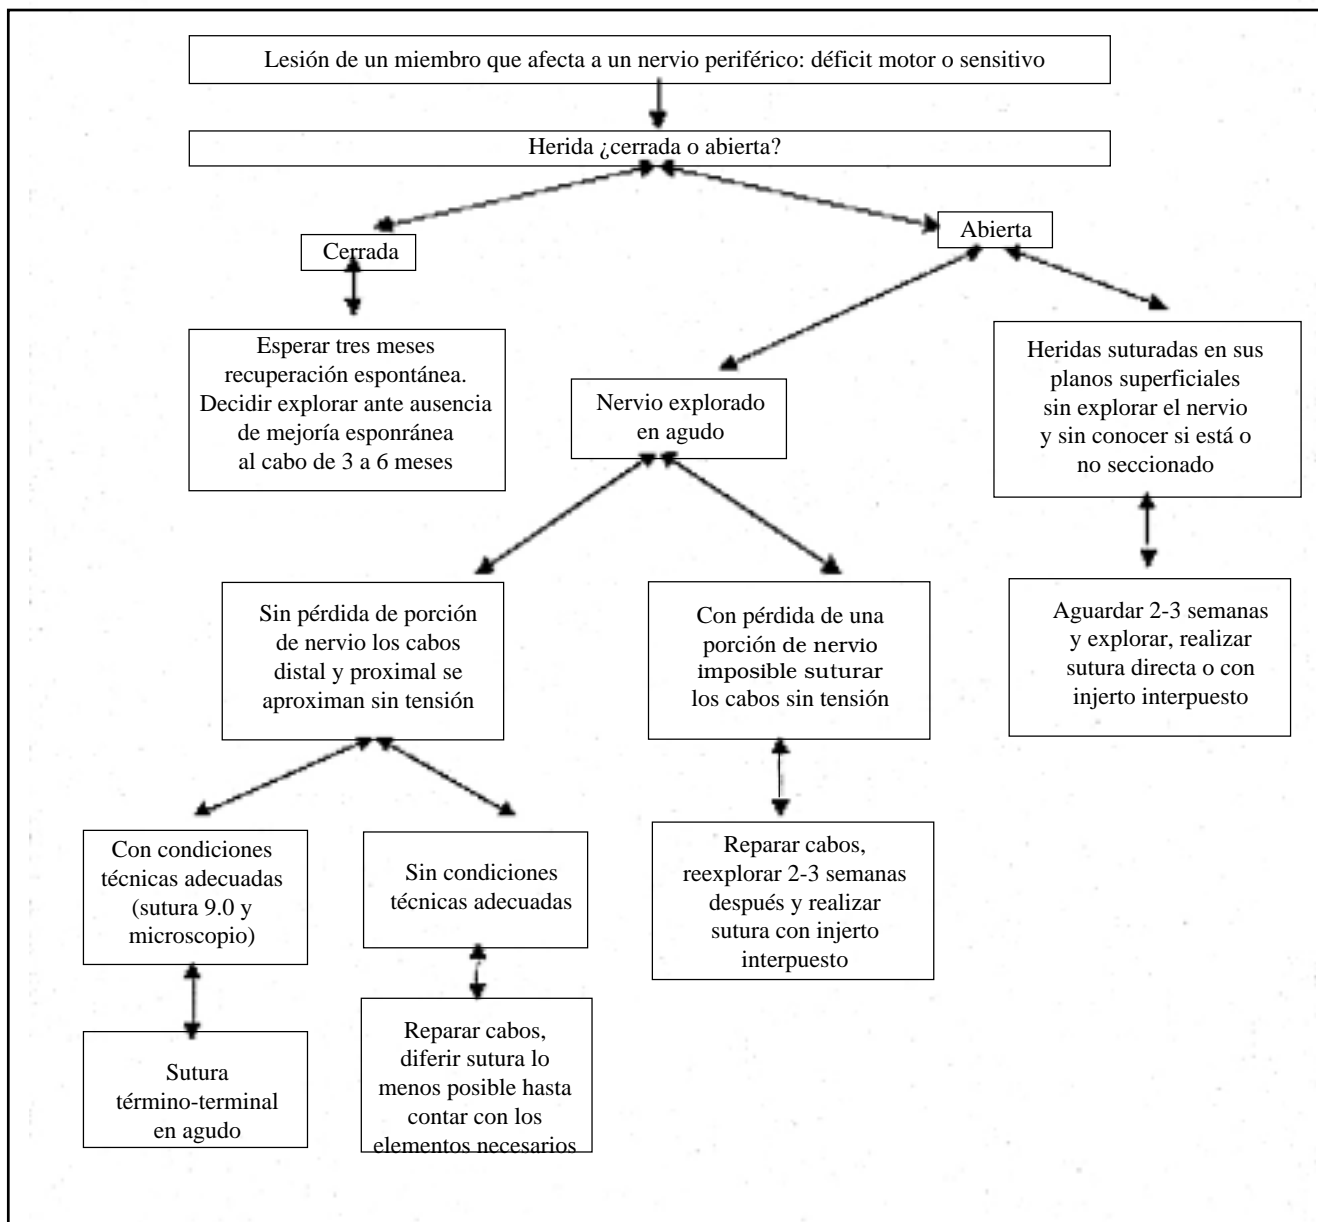 Lesión de un miembro que afecta a un nervio periférico: déficit motor o sensitivo
Herida ¿cerrada o abierta?
Cerrada
Abierta
Esperar tres meses
recuperación espontánea.
Decidir explorar ante ausencia
de mejoría esponránea
al cabo de 3 a 6 meses
Nervio explorado
en agudo
Heridas suturadas en sus
planos superficiales
sin explorar el nervio
y sin conocer si está o
no seccionado
Sin pérdida de porción
de nervio los cabos
distal y proximal se
aproximan sin tensión
Con pérdida de una
porción de nervio
imposible suturar
los cabos sin tensión
Aguardar 2-3 semanas
y explorar, realizar
sutura directa o con
injerto interpuesto
Con condiciones
técnicas adecuadas
(sutura 9.0 y
microscopio)
Sin condiciones
técnicas adecuadas
Reparar cabos,
reexplorar 2-3 semanas
después y realizar
sutura con injerto
interpuesto
Sutura
término-terminal
en agudo
Reparar cabos,
diferir sutura lo
menos posible hasta
contar con los
elementos necesarios